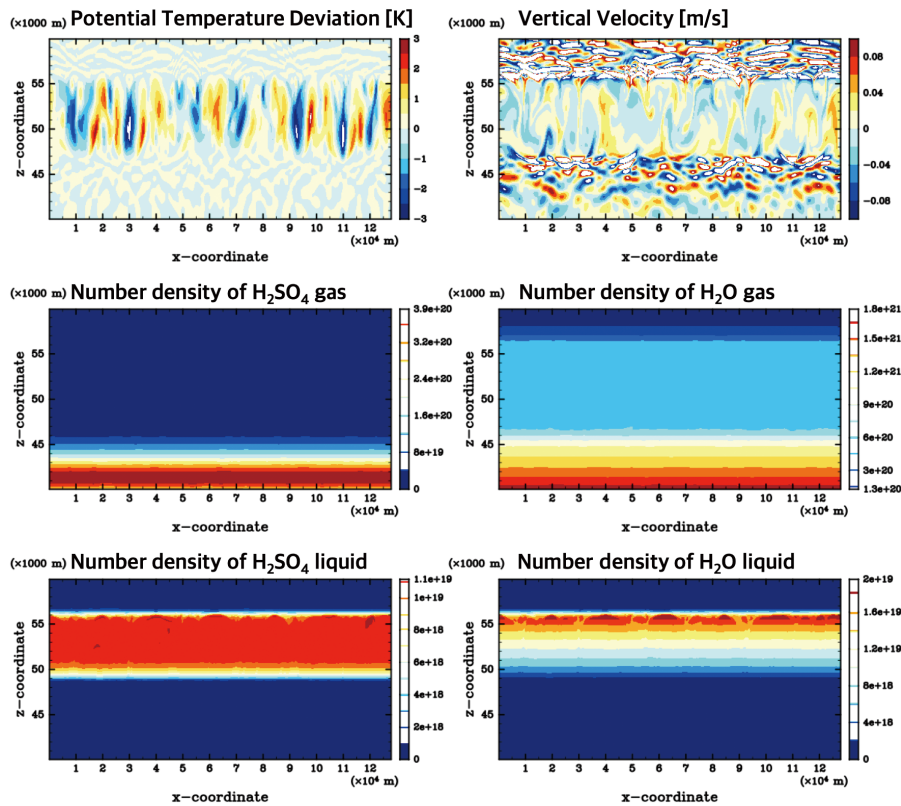 Potential Temperature Deviation [K]
(×1000 m)
z-coordinate
55
50
45
1 2 3 4 5 6 7 8 9 10 11 12
(×10⁴ m)
x-coordinate
3
2
1
0
−1
−2
−3
Vertical Velocity [m/s]
(×1000 m)
z-coordinate
55
50
45
1 2 3 4 5 6 7 8 9 10 11 12
(×10⁴ m)
x-coordinate
0.08
0.04
0
−0.04
−0.08
(×1000 m) Number density of H₂SO₄ gas
z-coordinate
55
50
45
1 2 3 4 5 6 7 8 9 10 11 12
(×10⁴ m)
x-coordinate
3.9e+20
3.2e+20
2.4e+20
1.6e+20
8e+19
0
(×1000 m) Number density of H₂O gas
z-coordinate
55
50
45
1 2 3 4 5 6 7 8 9 10 11 12
(×10⁴ m)
x-coordinate
1.8e+21
1.5e+21
1.2e+21
9e+20
6e+20
3e+20
1.3e+20
(×1000 m) Number density of H₂SO₄ liquid
z-coordinate
55
50
45
1 2 3 4 5 6 7 8 9 10 11 12
(×10⁴ m)
x-coordinate
1.1e+19
1e+19
8e+18
6e+18
4e+18
2e+18
0
(×1000 m) Number density of H₂O liquid
z-coordinate
55
50
45
1 2 3 4 5 6 7 8 9 10 11 12
(×10⁴ m)
x-coordinate
2e+19
1.6e+19
1.2e+19
8e+18
4e+18
0